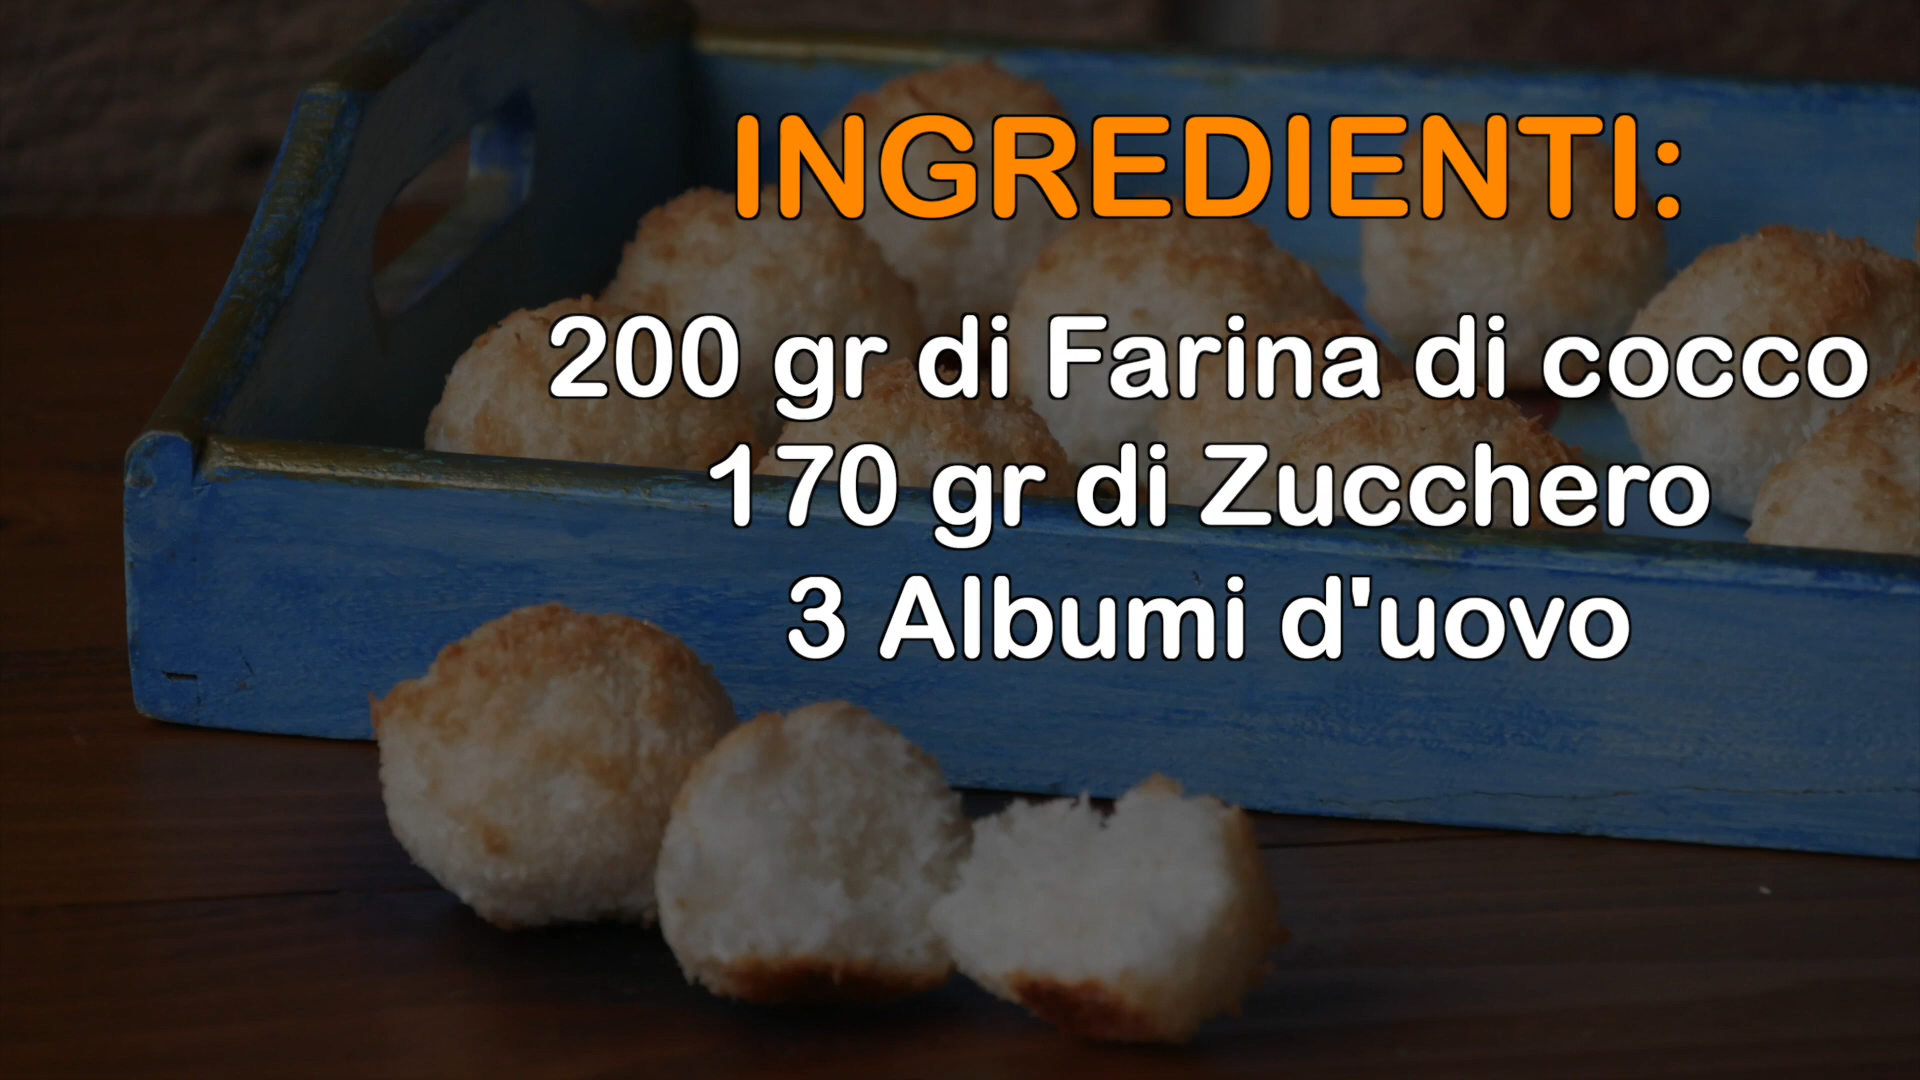 INGREDIENTI:
200 gr di Farina di cocco
170 gr di Zucchero
3 Albumi d'uovo